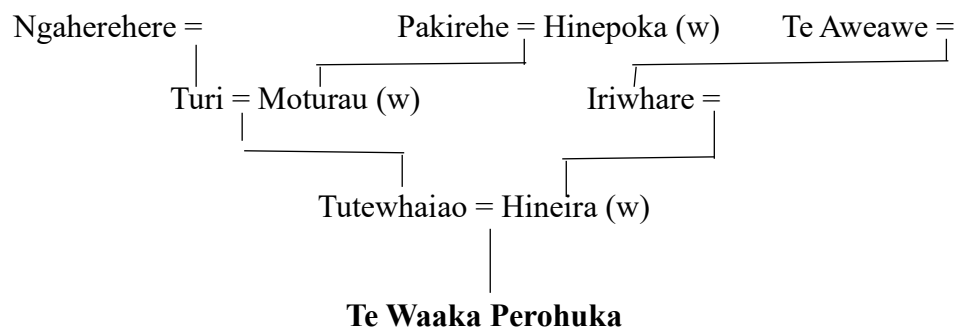 Ngaherehere = Pakirehe = Hinepoka (w) Te Aweawe =
Turi = Moturau (w) Iriwhare =
Tutewhaiao = Hineira (w)
Te Waaka Perohuka